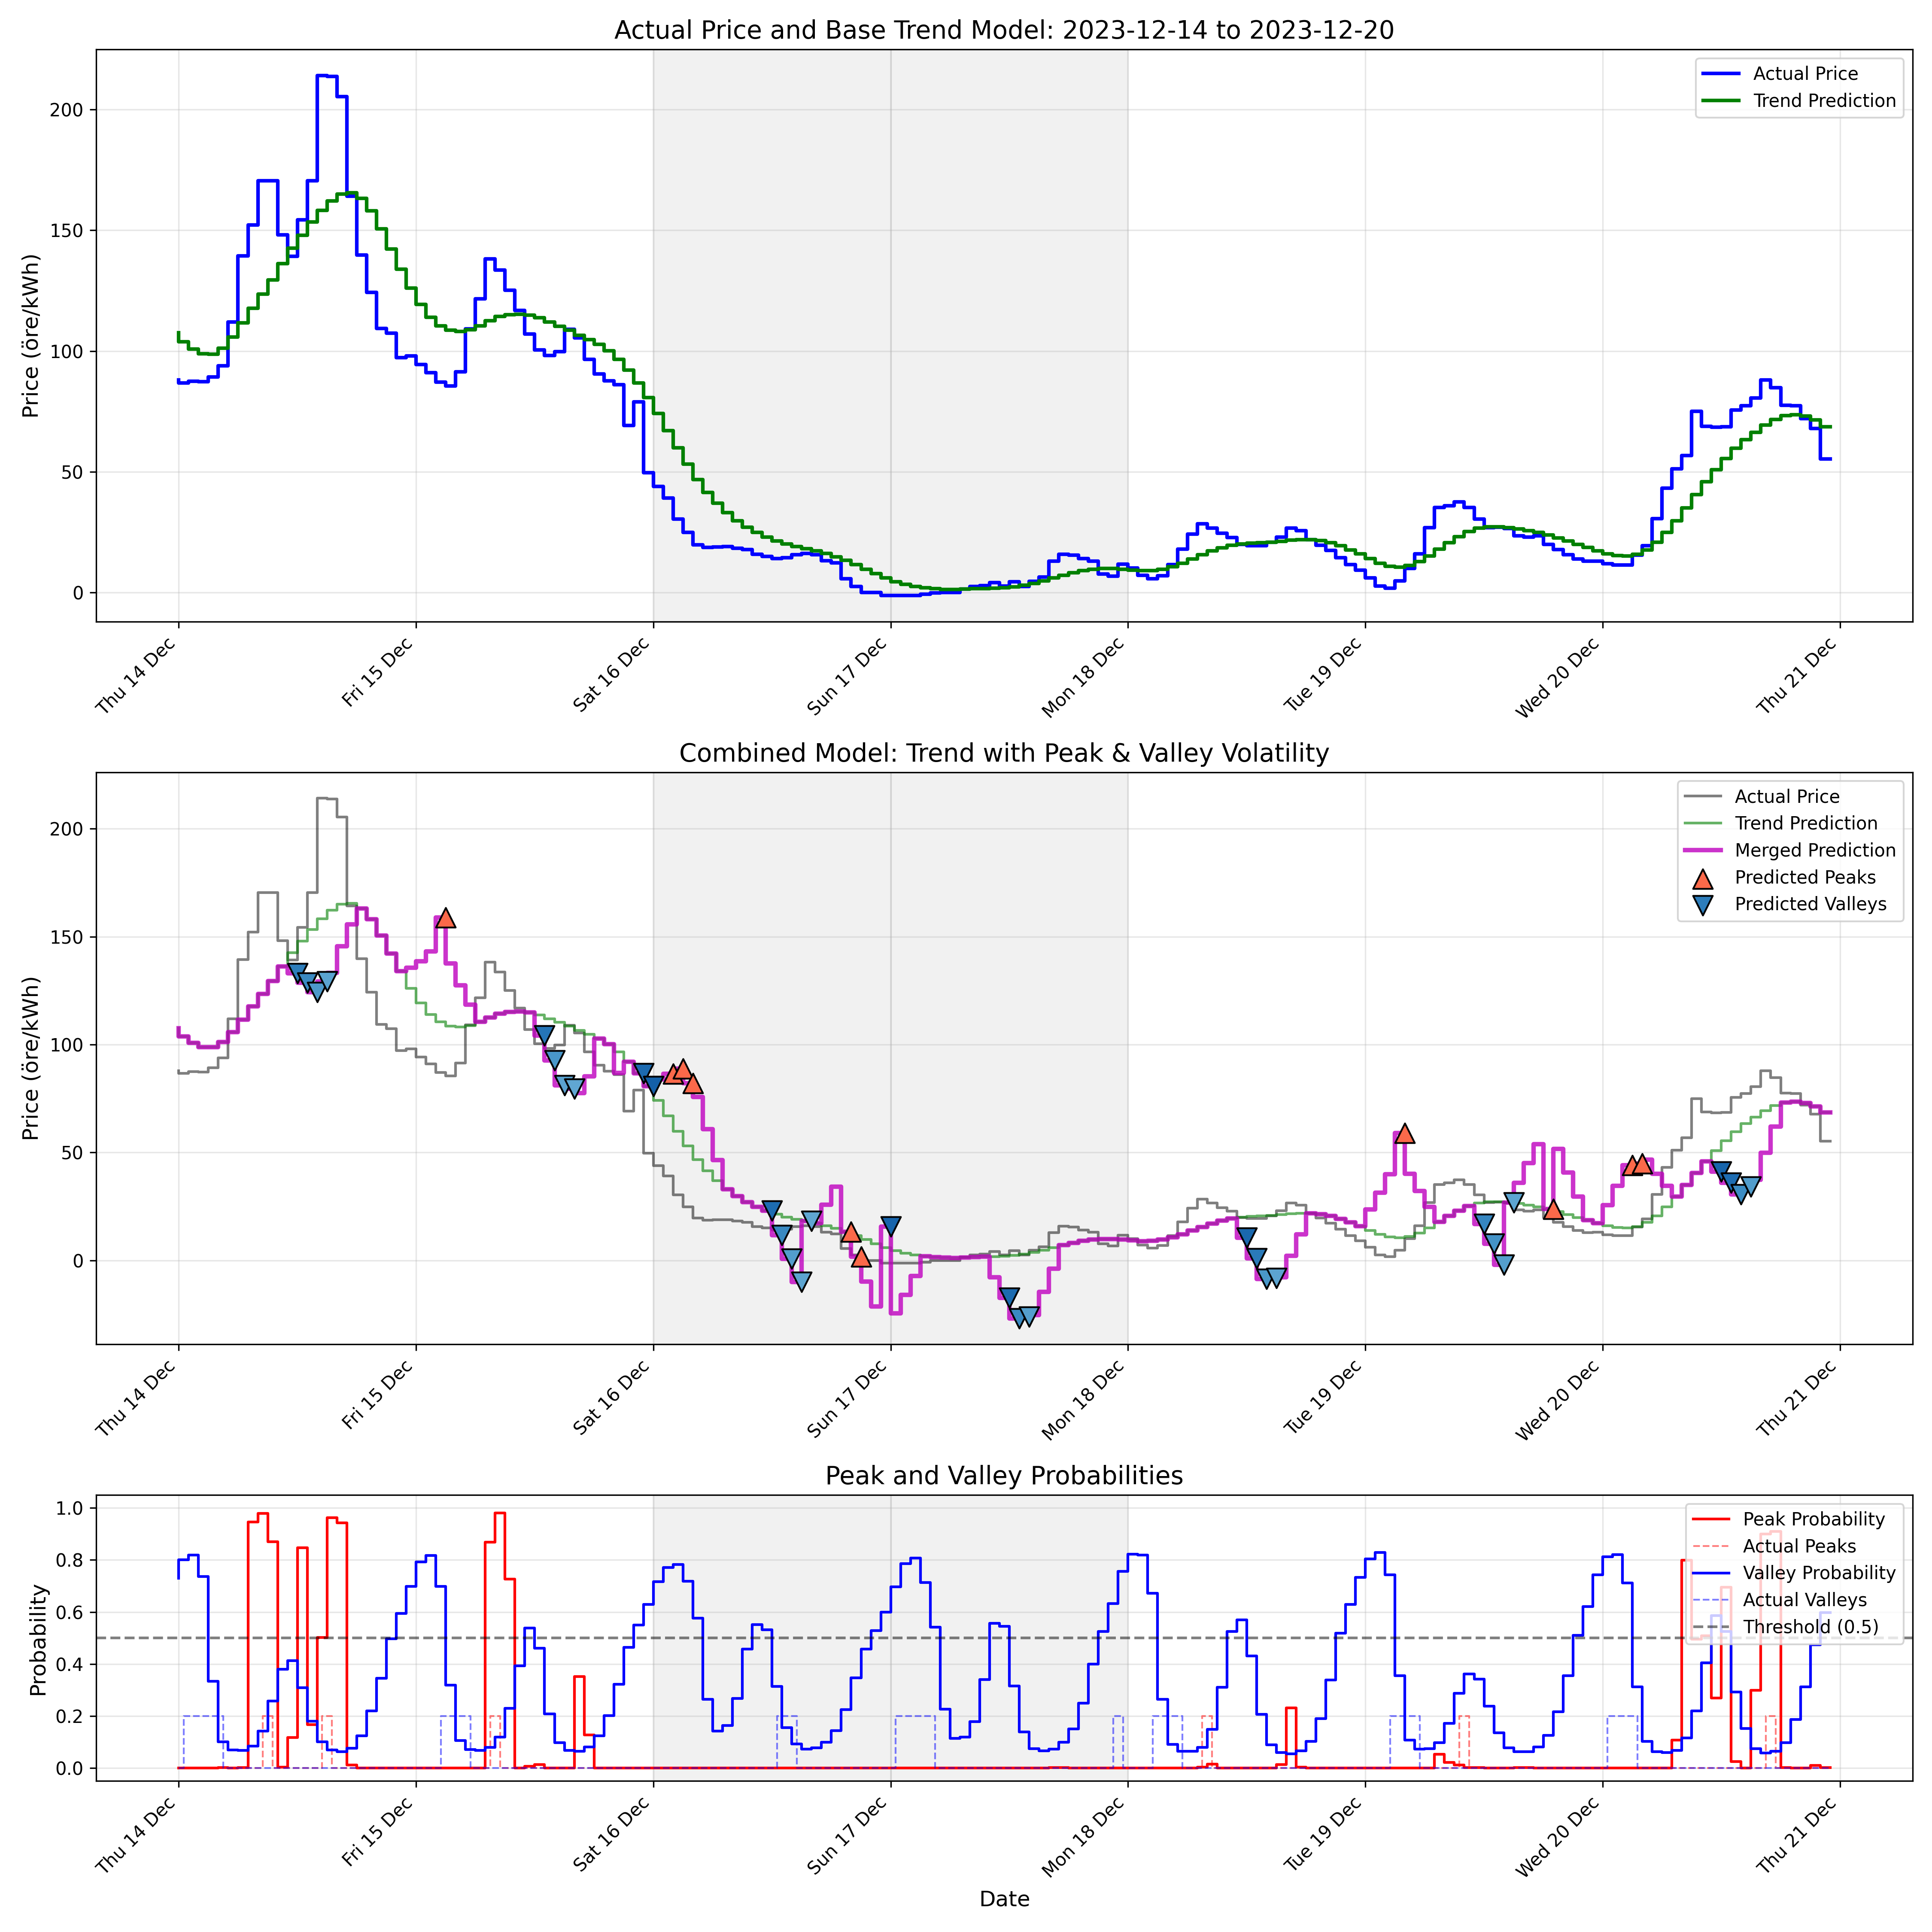 Actual Price and Base Trend Model: 2023-12-14 to 2023-12-20
Price (öre/kWh)
200
150
100
50
0
Actual Price
Trend Prediction
Thu 14 Dec
Fri 15 Dec
Sat 16 Dec
Sun 17 Dec
Mon 18 Dec
Tue 19 Dec
Wed 20 Dec
Thu 21 Dec
Combined Model: Trend with Peak & Valley Volatility
Price (öre/kWh)
200
150
100
50
0
Actual Price
Trend Prediction
Merged Prediction
Predicted Peaks
Predicted Valleys
Thu 14 Dec
Fri 15 Dec
Sat 16 Dec
Sun 17 Dec
Mon 18 Dec
Tue 19 Dec
Wed 20 Dec
Thu 21 Dec
Peak and Valley Probabilities
Probability
1.0
0.8
0.6
0.4
0.2
0.0
Peak Probability
Actual Peaks
Valley Probability
Actual Valleys
Threshold (0.5)
Thu 14 Dec
Fri 15 Dec
Sat 16 Dec
Sun 17 Dec
Mon 18 Dec
Tue 19 Dec
Wed 20 Dec
Thu 21 Dec
Date